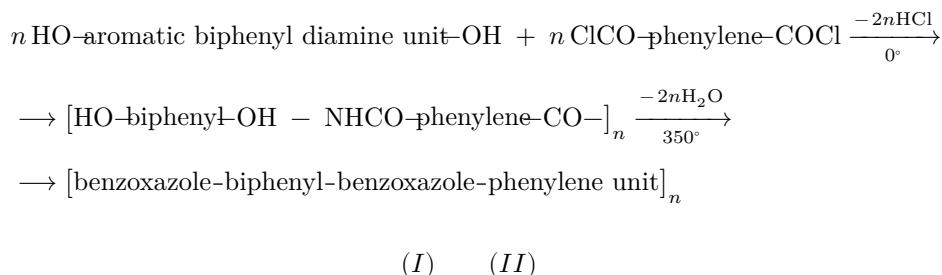 n HO–aromatic biphenyl diamine unit–OH + n ClCO–phenylene–COCl −2nHCl 0° →
→ [HO–biphenyl–OH − NHCO–phenylene–CO−]n −2nH₂O 350° →
→ [benzoxazole-biphenyl-benzoxazole-phenylene unit]n
(I) (II)